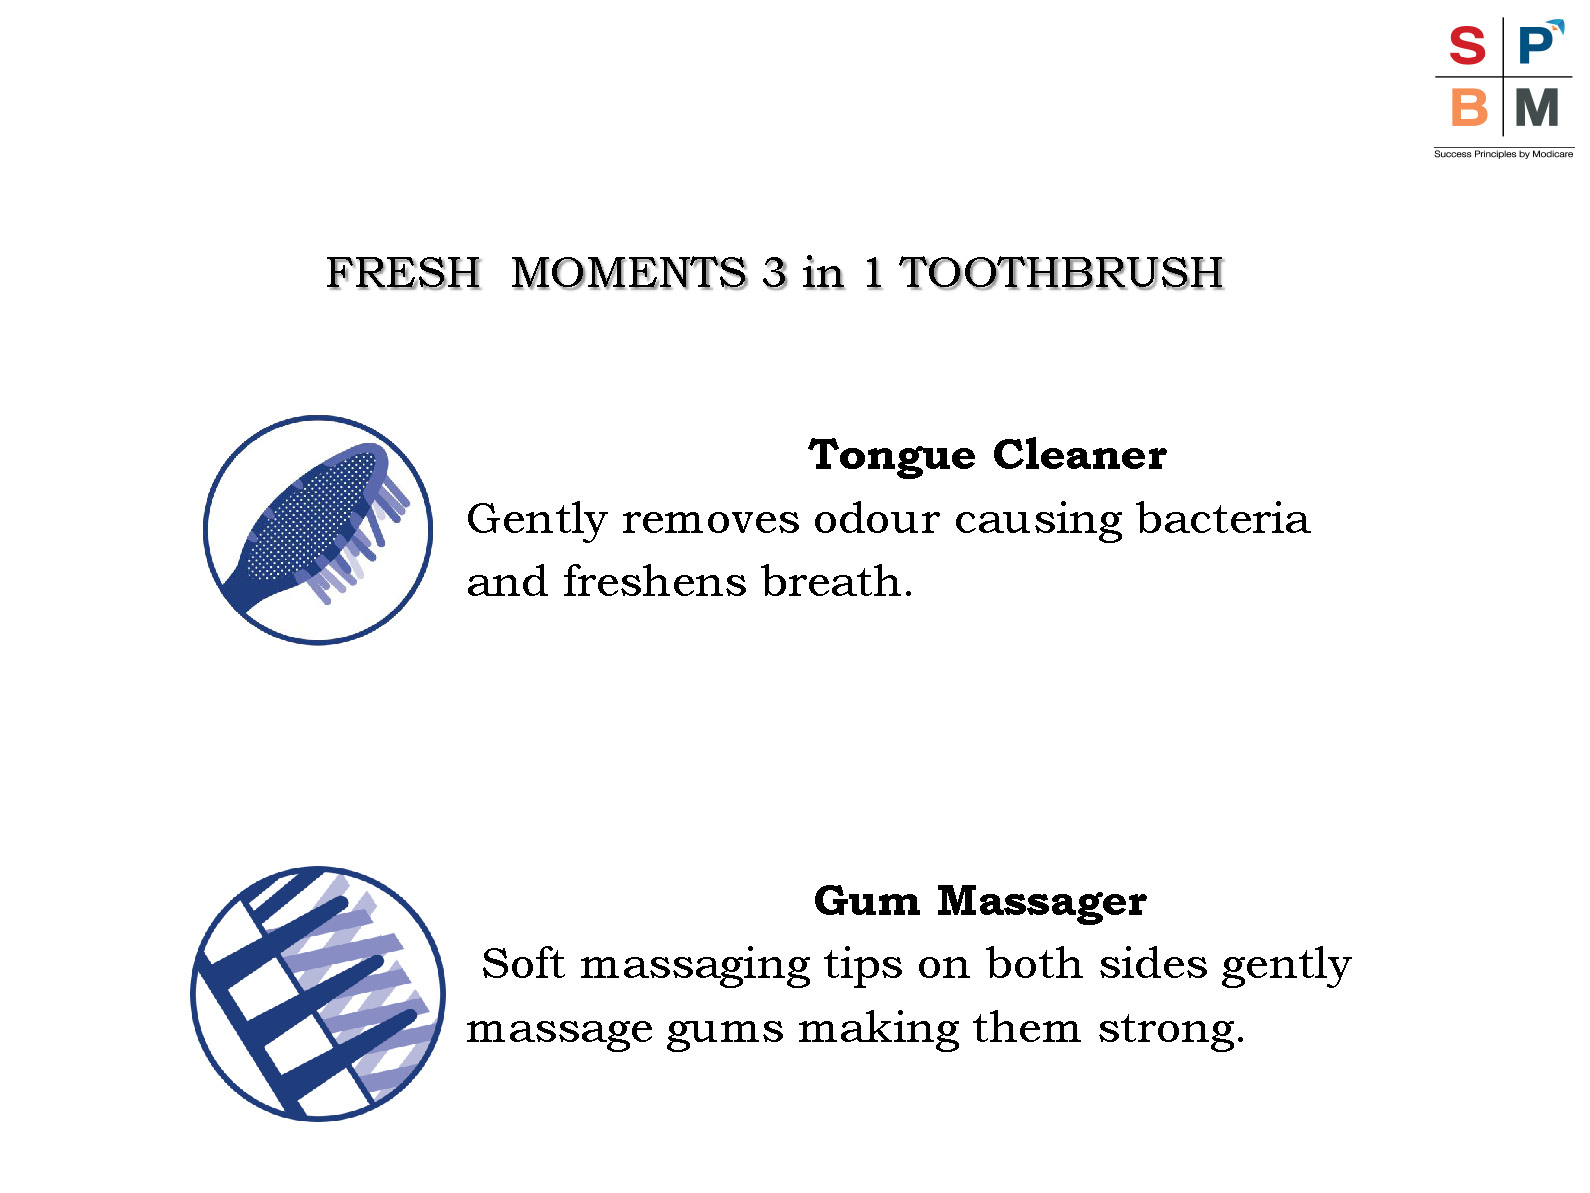 S P
B M
Success Principles by Modicare
FRESH MOMENTS 3 in 1 TOOTHBRUSH
Tongue Cleaner
Gently removes odour causing bacteria
and freshens breath.
Gum Massager
Soft massaging tips on both sides gently
massage gums making them strong.